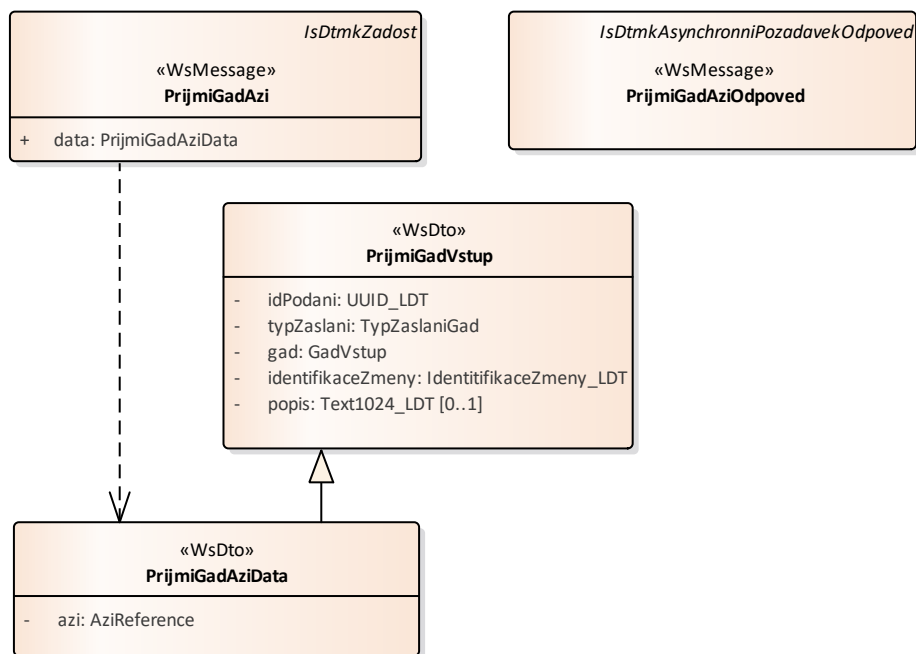 IsDtmkZadost
«WsMessage»
PrijmiGadAzi
+ data: PrijmiGadAziData
IsDtmkAsynchronniPozadavekOdpoved
«WsMessage»
PrijmiGadAziOdpoved
«WsDto»
PrijmiGadVstup
- idPodani: UUID_LDT
- typZaslani: TypZaslaniGad
- gad: GadVstup
- identifikaceZmeny: IdentitifikaceZmeny_LDT
- popis: Text1024_LDT [0..1]
«WsDto»
PrijmiGadAziData
- azi: AziReference